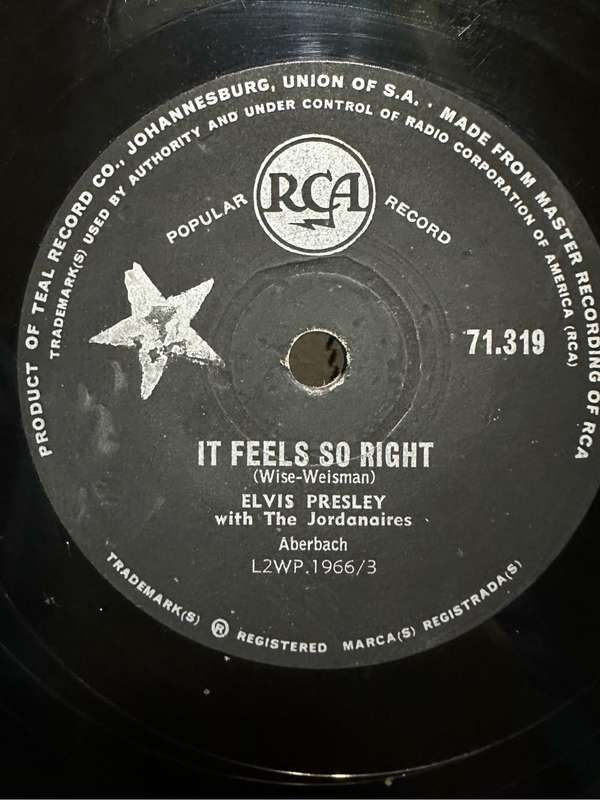 PRODUCT OF TEAL RECORD CO., JOHANNESBURG, UNION OF S.A. · MADE FROM MASTER RECORDING OF RCA
TRADEMARK(S) USED BY AUTHORITY AND UNDER CONTROL OF RADIO CORPORATION OF AMERICA (RCA)
POPULAR RCA RECORD
71.319
IT FEELS SO RIGHT
(Wise-Weisman)
ELVIS PRESLEY
with The Jordanaires
Aberbach
L2WP.1966/3
TRADEMARK(S) ® REGISTERED MARCA(S) REGISTRADA(S)